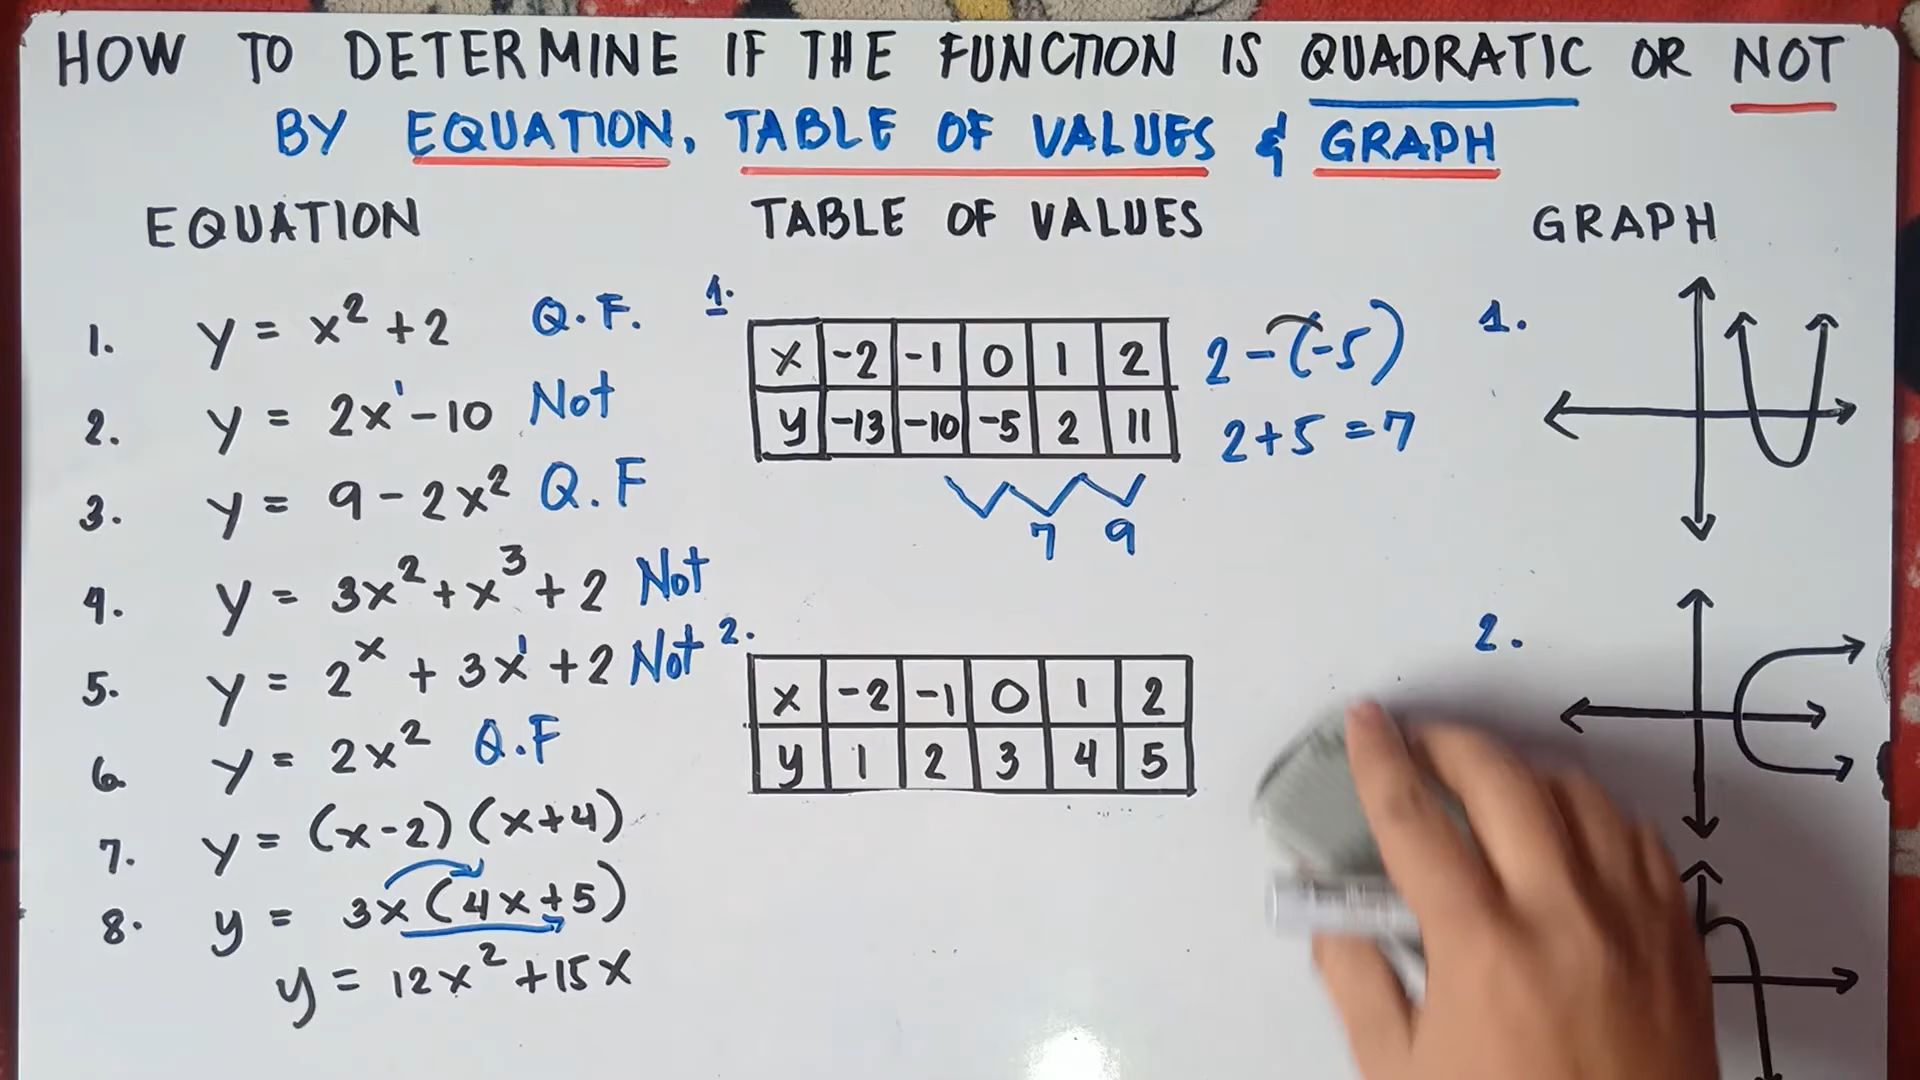 HOW TO DETERMINE IF THE FUNCTION IS QUADRATIC OR NOT
BY EQUATION, TABLE OF VALUES & GRAPH
EQUATION
1. y = x² + 2 Q.F.
2. y = 2x¹ - 10 Not
3. y = 9 - 2x² Q.F
4. y = 3x² + x³ + 2 Not
5. y = 2ˣ + 3x¹ + 2 Not
6. y = 2x² Q.F
7. y = (x-2)(x+4)
8. y = 3x(4x+5)
y = 12x² + 15x
TABLE OF VALUES
1.
x -2 -1 0 1 2
y -13 -10 -5 2 11
7 9
2 - (-5)
2 + 5 = 7
2.
x -2 -1 0 1 2
y 1 2 3 4 5
GRAPH
1.
2.